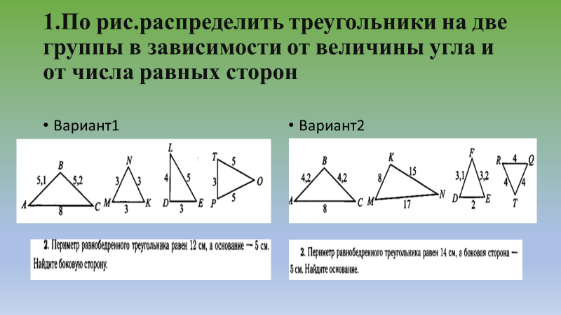 1.По рис.распределить треугольники на две
группы в зависимости от величины угла и
от числа равных сторон
• Вариант1
• Вариант2
B
5,1 5,2
A 8 C
N
3 3
M 3 K
L
4 5
D 3 E
T 5
3 O
P 5
B
4,2 4,2
A 8 C
K
8 15
M 17 N
F
3,1 3,2
D 2 E
R 4 Q
4 4
T
2. Периметр равнобедренного треугольника равен 12 см, а основание — 5 см.
Найдите боковую сторону.
2. Периметр равнобедренного треугольника равен 14 см, а боковая сторона —
5 см. Найдите основание.